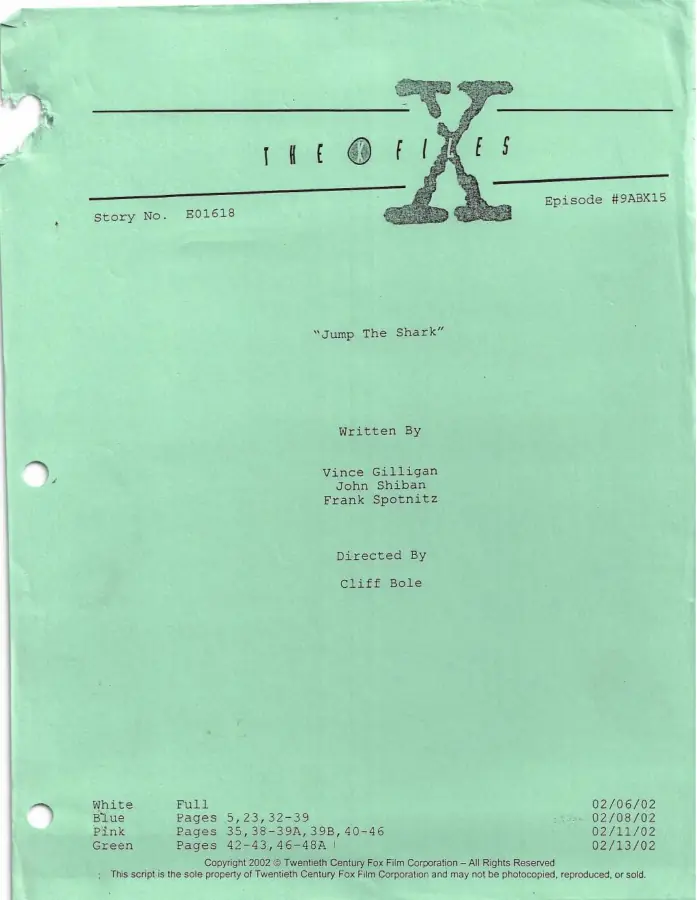 THE X FILES
X
Story No. E01618
Episode #9ABX15
"Jump The Shark"
Written By
Vince Gilligan
John Shiban
Frank Spotnitz
Directed By
Cliff Bole
White Full 02/06/02
Blue Pages 5,23,32-39 02/08/02
Pink Pages 35,38-39A,39B,40-46 02/11/02
Green Pages 42-43,46-48A 02/13/02
Copyright 2002 © Twentieth Century Fox Film Corporation – All Rights Reserved
This script is the sole property of Twentieth Century Fox Film Corporation and may not be photocopied, reproduced, or sold.